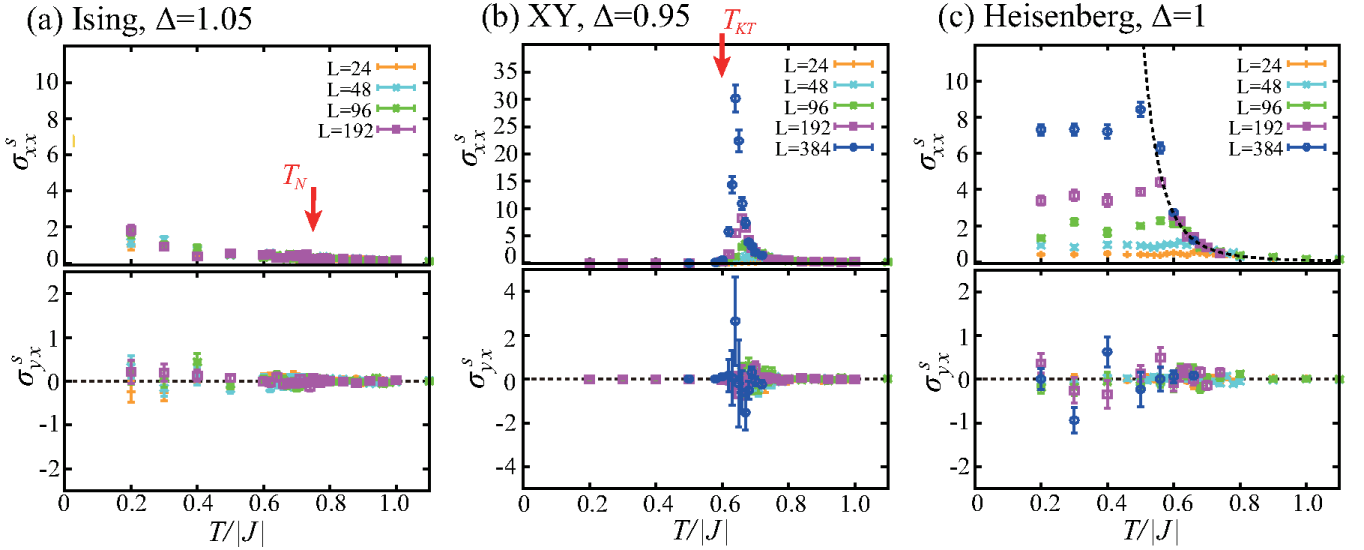 (a) Ising, Δ=1.05
σ^s_xx
10
8
6
4
2
0
L=24
L=48
L=96
L=192
T_N
σ^s_yx
2
1
0
-1
-2
0
0.2
0.4
0.6
0.8
1.0
T/|J|
(b) XY, Δ=0.95
T_KT
σ^s_xx
35
30
25
20
15
10
5
0
L=24
L=48
L=96
L=192
L=384
σ^s_yx
4
2
0
-2
-4
0
0.2
0.4
0.6
0.8
1.0
T/|J|
(c) Heisenberg, Δ=1
σ^s_xx
10
8
6
4
2
0
L=24
L=48
L=96
L=192
L=384
σ^s_yx
2
1
0
-1
-2
0
0.2
0.4
0.6
0.8
1.0
T/|J|